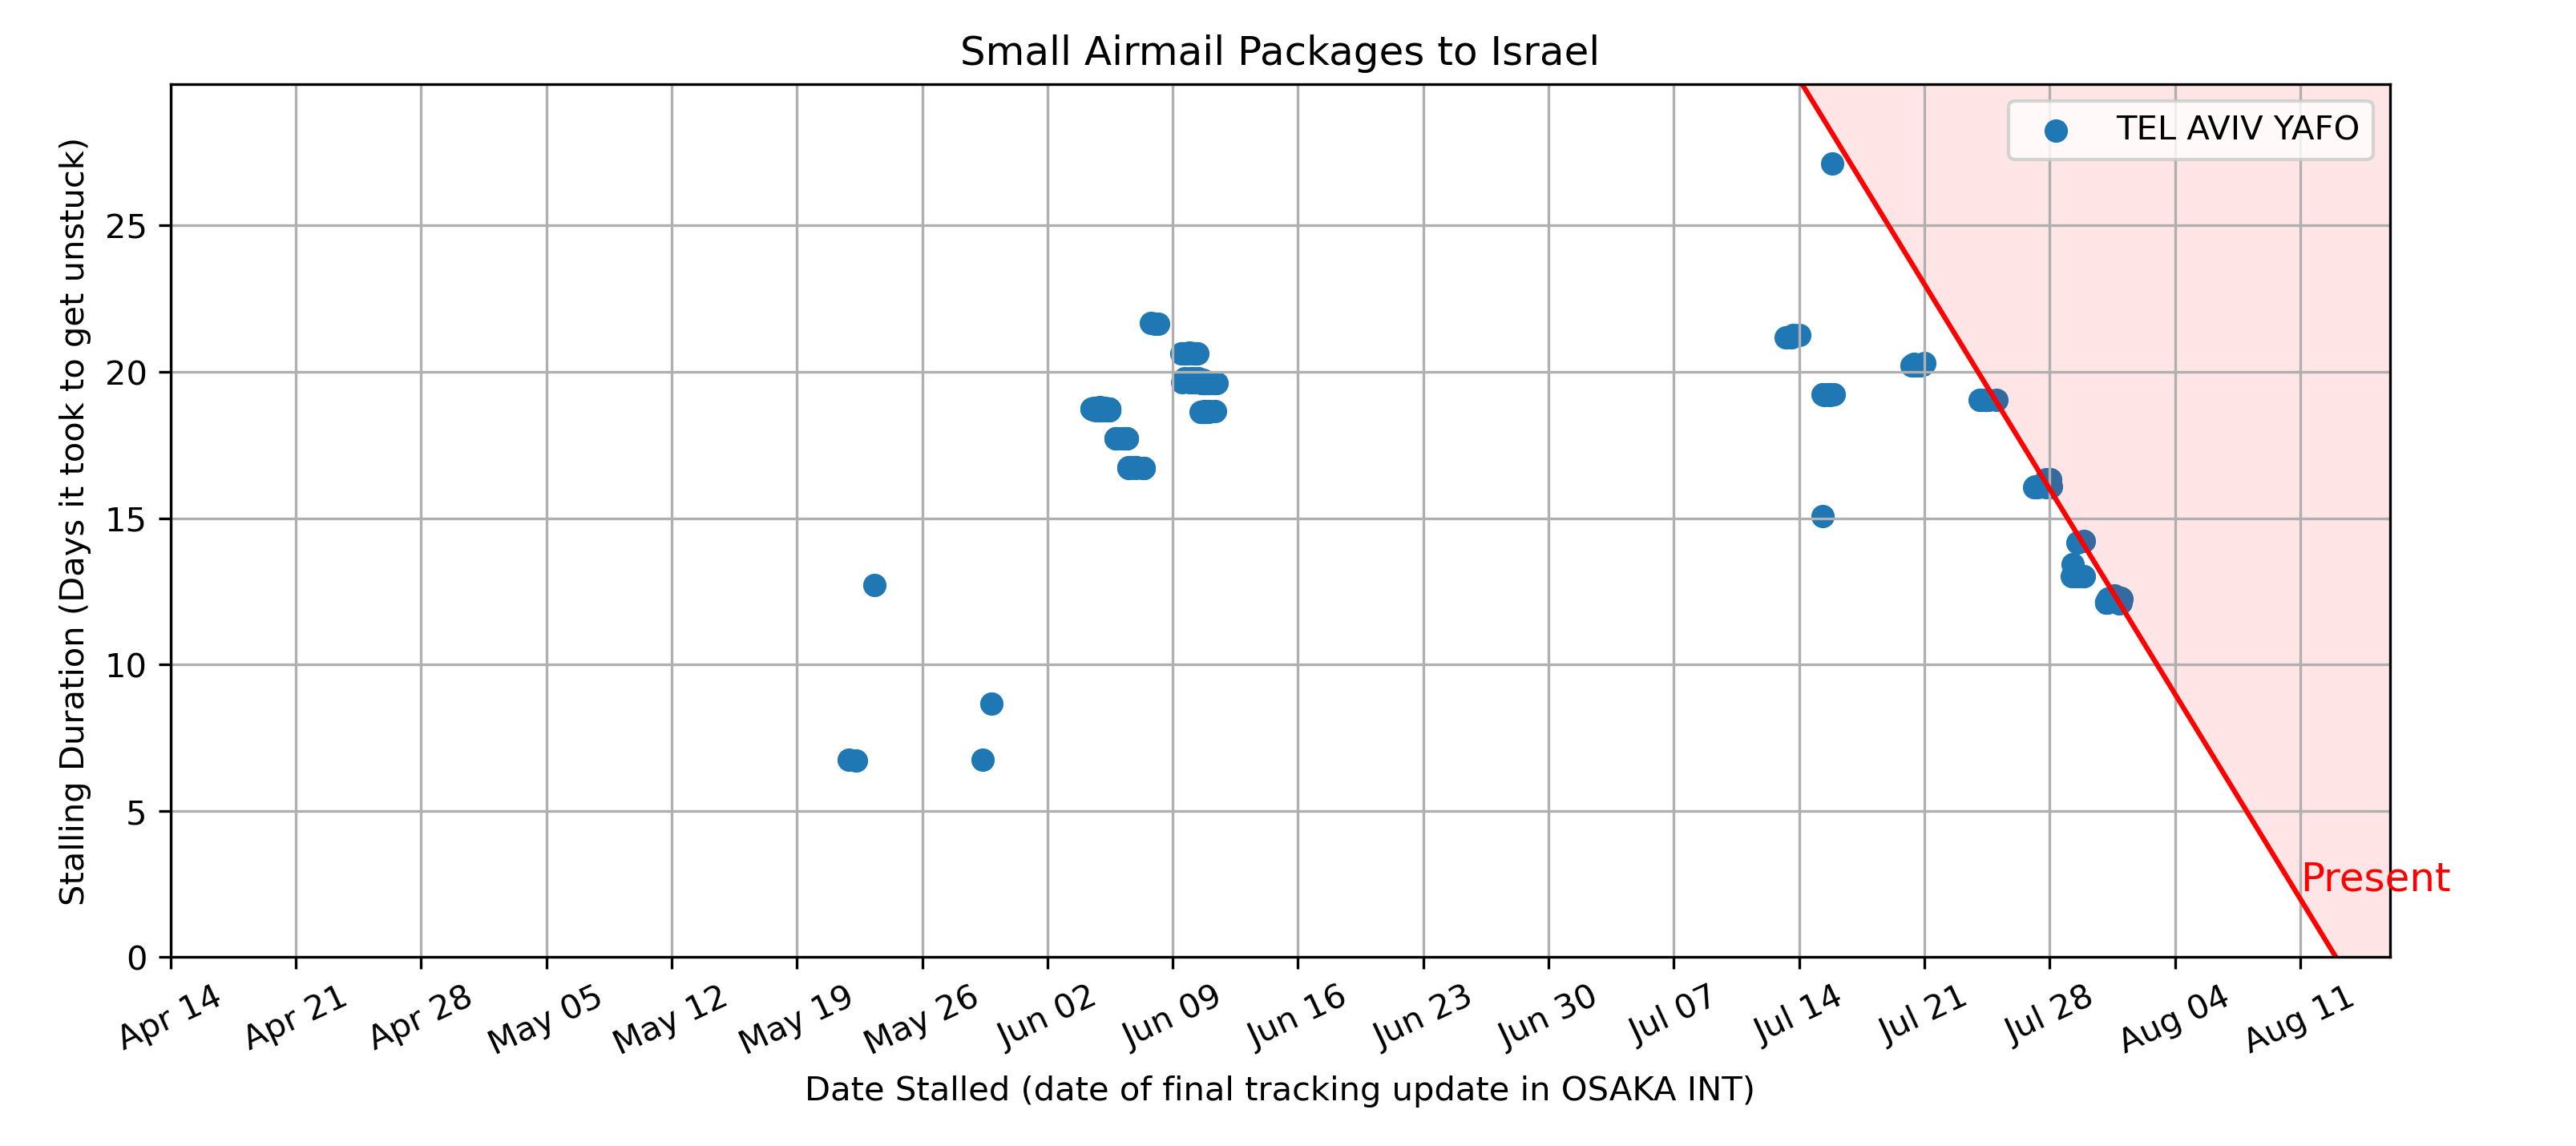 Small Airmail Packages to Israel
TEL AVIV YAFO
Stalling Duration (Days it took to get unstuck)
25
20
15
10
5
0
Present
Apr 14
Apr 21
Apr 28
May 05
May 12
May 19
May 26
Jun 02
Jun 09
Jun 16
Jun 23
Jun 30
Jul 07
Jul 14
Jul 21
Jul 28
Aug 04
Aug 11
Date Stalled (date of final tracking update in OSAKA INT)